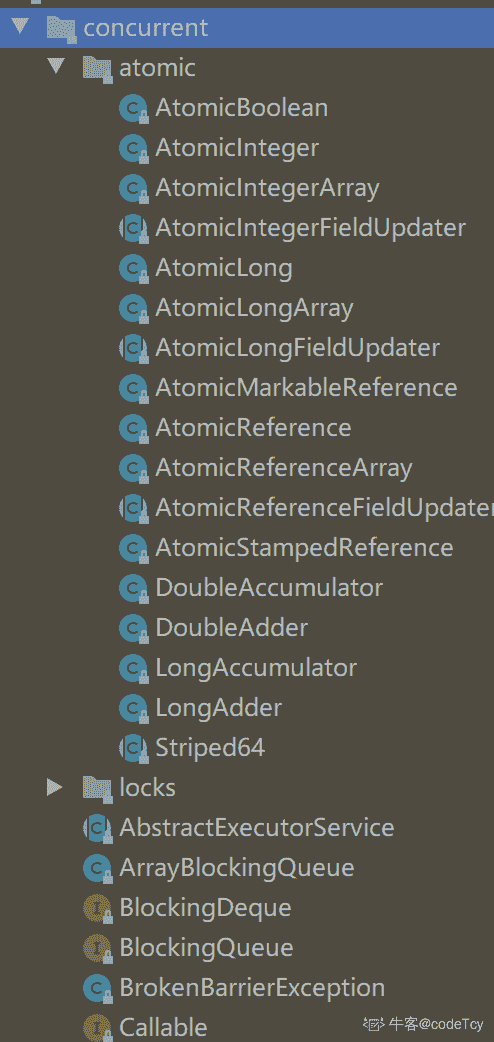 concurrent
atomic
AtomicBoolean
AtomicInteger
AtomicIntegerArray
AtomicIntegerFieldUpdater
AtomicLong
AtomicLongArray
AtomicLongFieldUpdater
AtomicMarkableReference
AtomicReference
AtomicReferenceArray
AtomicReferenceFieldUpdater
AtomicStampedReference
DoubleAccumulator
DoubleAdder
LongAccumulator
LongAdder
Striped64
locks
AbstractExecutorService
ArrayBlockingQueue
BlockingDeque
BlockingQueue
BrokenBarrierException
Callable
牛客@codeTcy